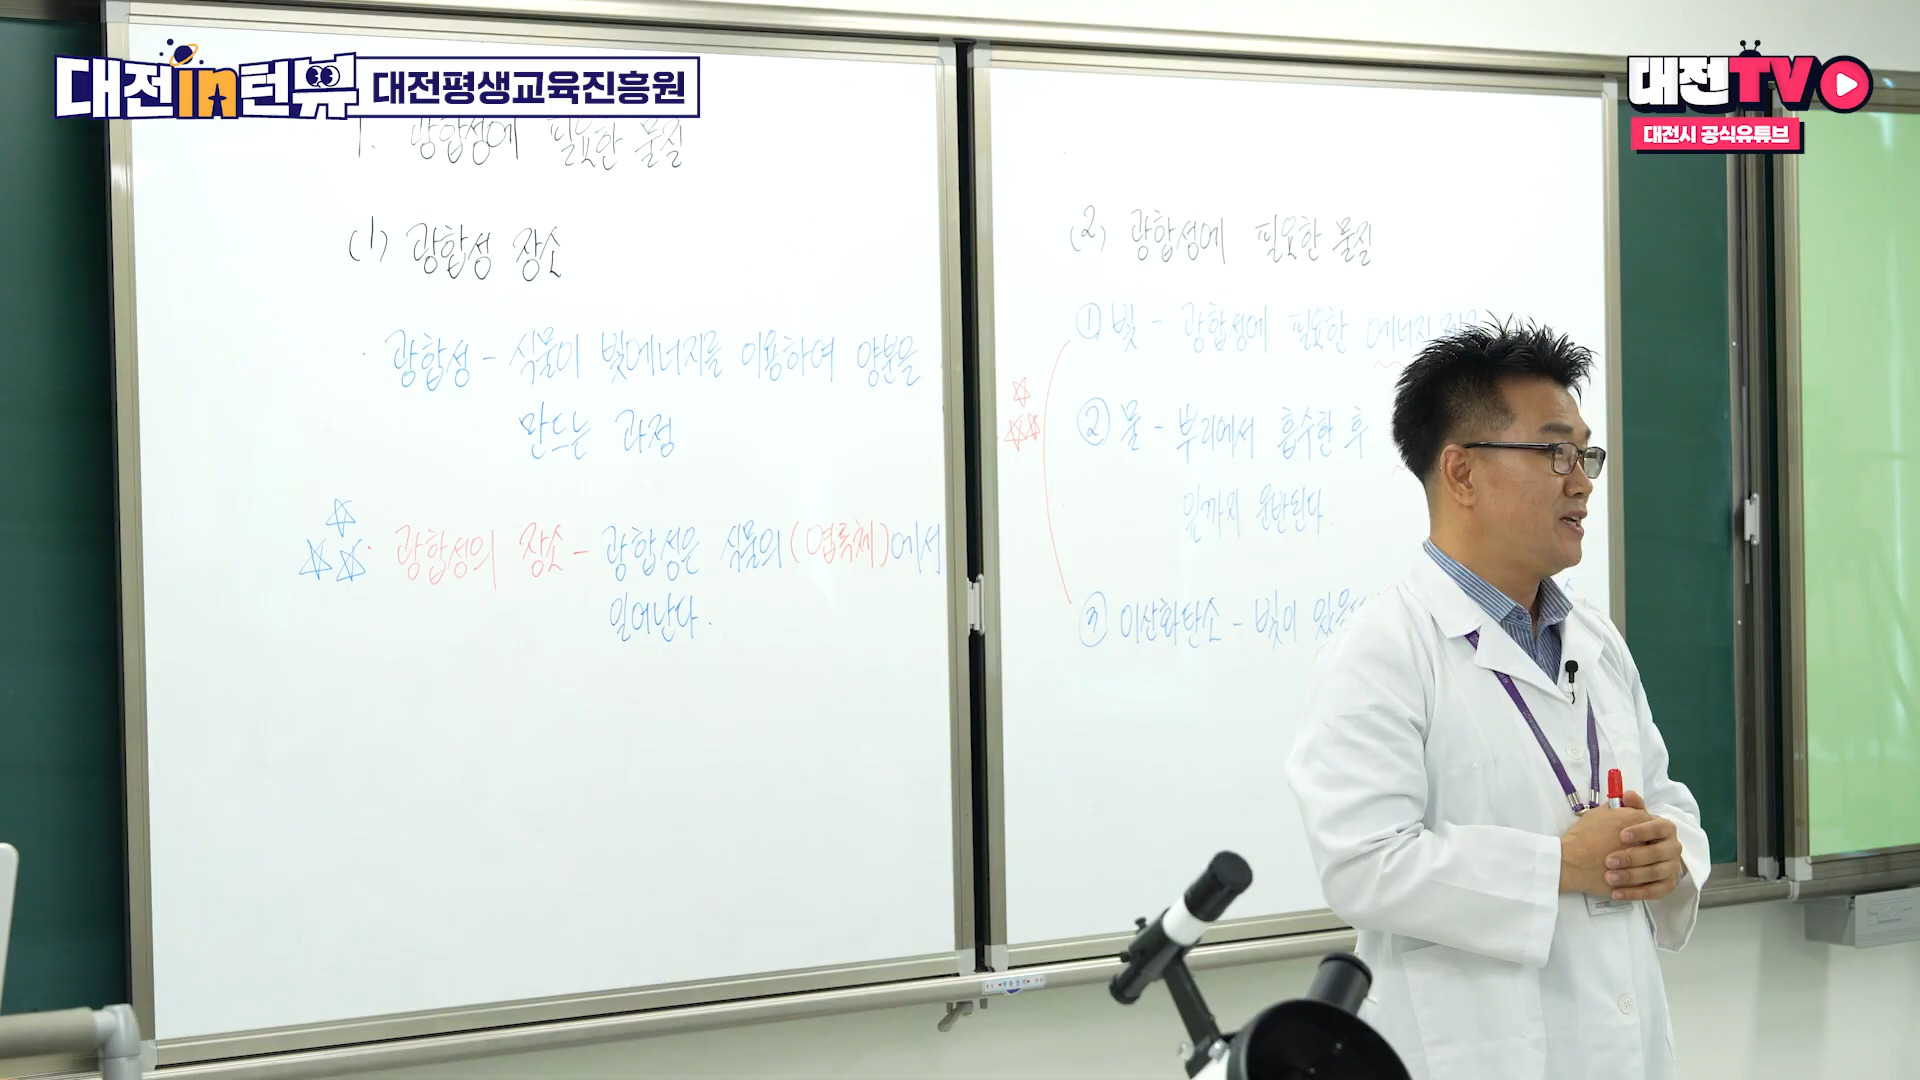 대전in터뷰 대전평생교육진흥원
대전TV
대전시 공식유튜브
1. 광합성에 필요한 물질
(1) 광합성 장소
광합성 - 식물이 빛에너지를 이용하여 양분을
만드는 과정
광합성의 장소 - 광합성은 식물의 (엽록체)에서
일어난다.
(2) 광합성에 필요한 물질
① 빛 - 광합성에 필요한 에너지
② 물 - 뿌리에서 흡수한 후
잎까지 운반된다.
③ 이산화탄소 - 빛이 있을